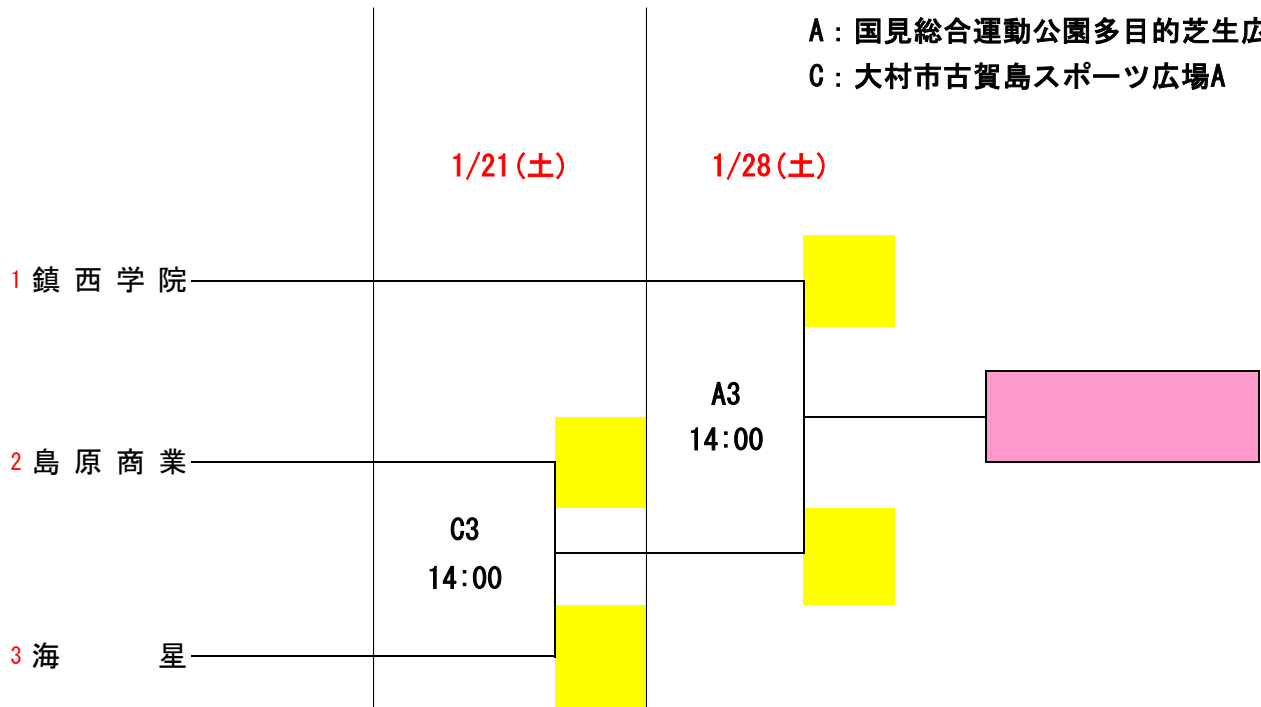 A：国見総合運動公園多目的芝生広
C：大村市古賀島スポーツ広場A
1/21(土) 1/28(土)
1 鎮西学院
A3
14:00
2 島原商業
C3
14:00
3 海星